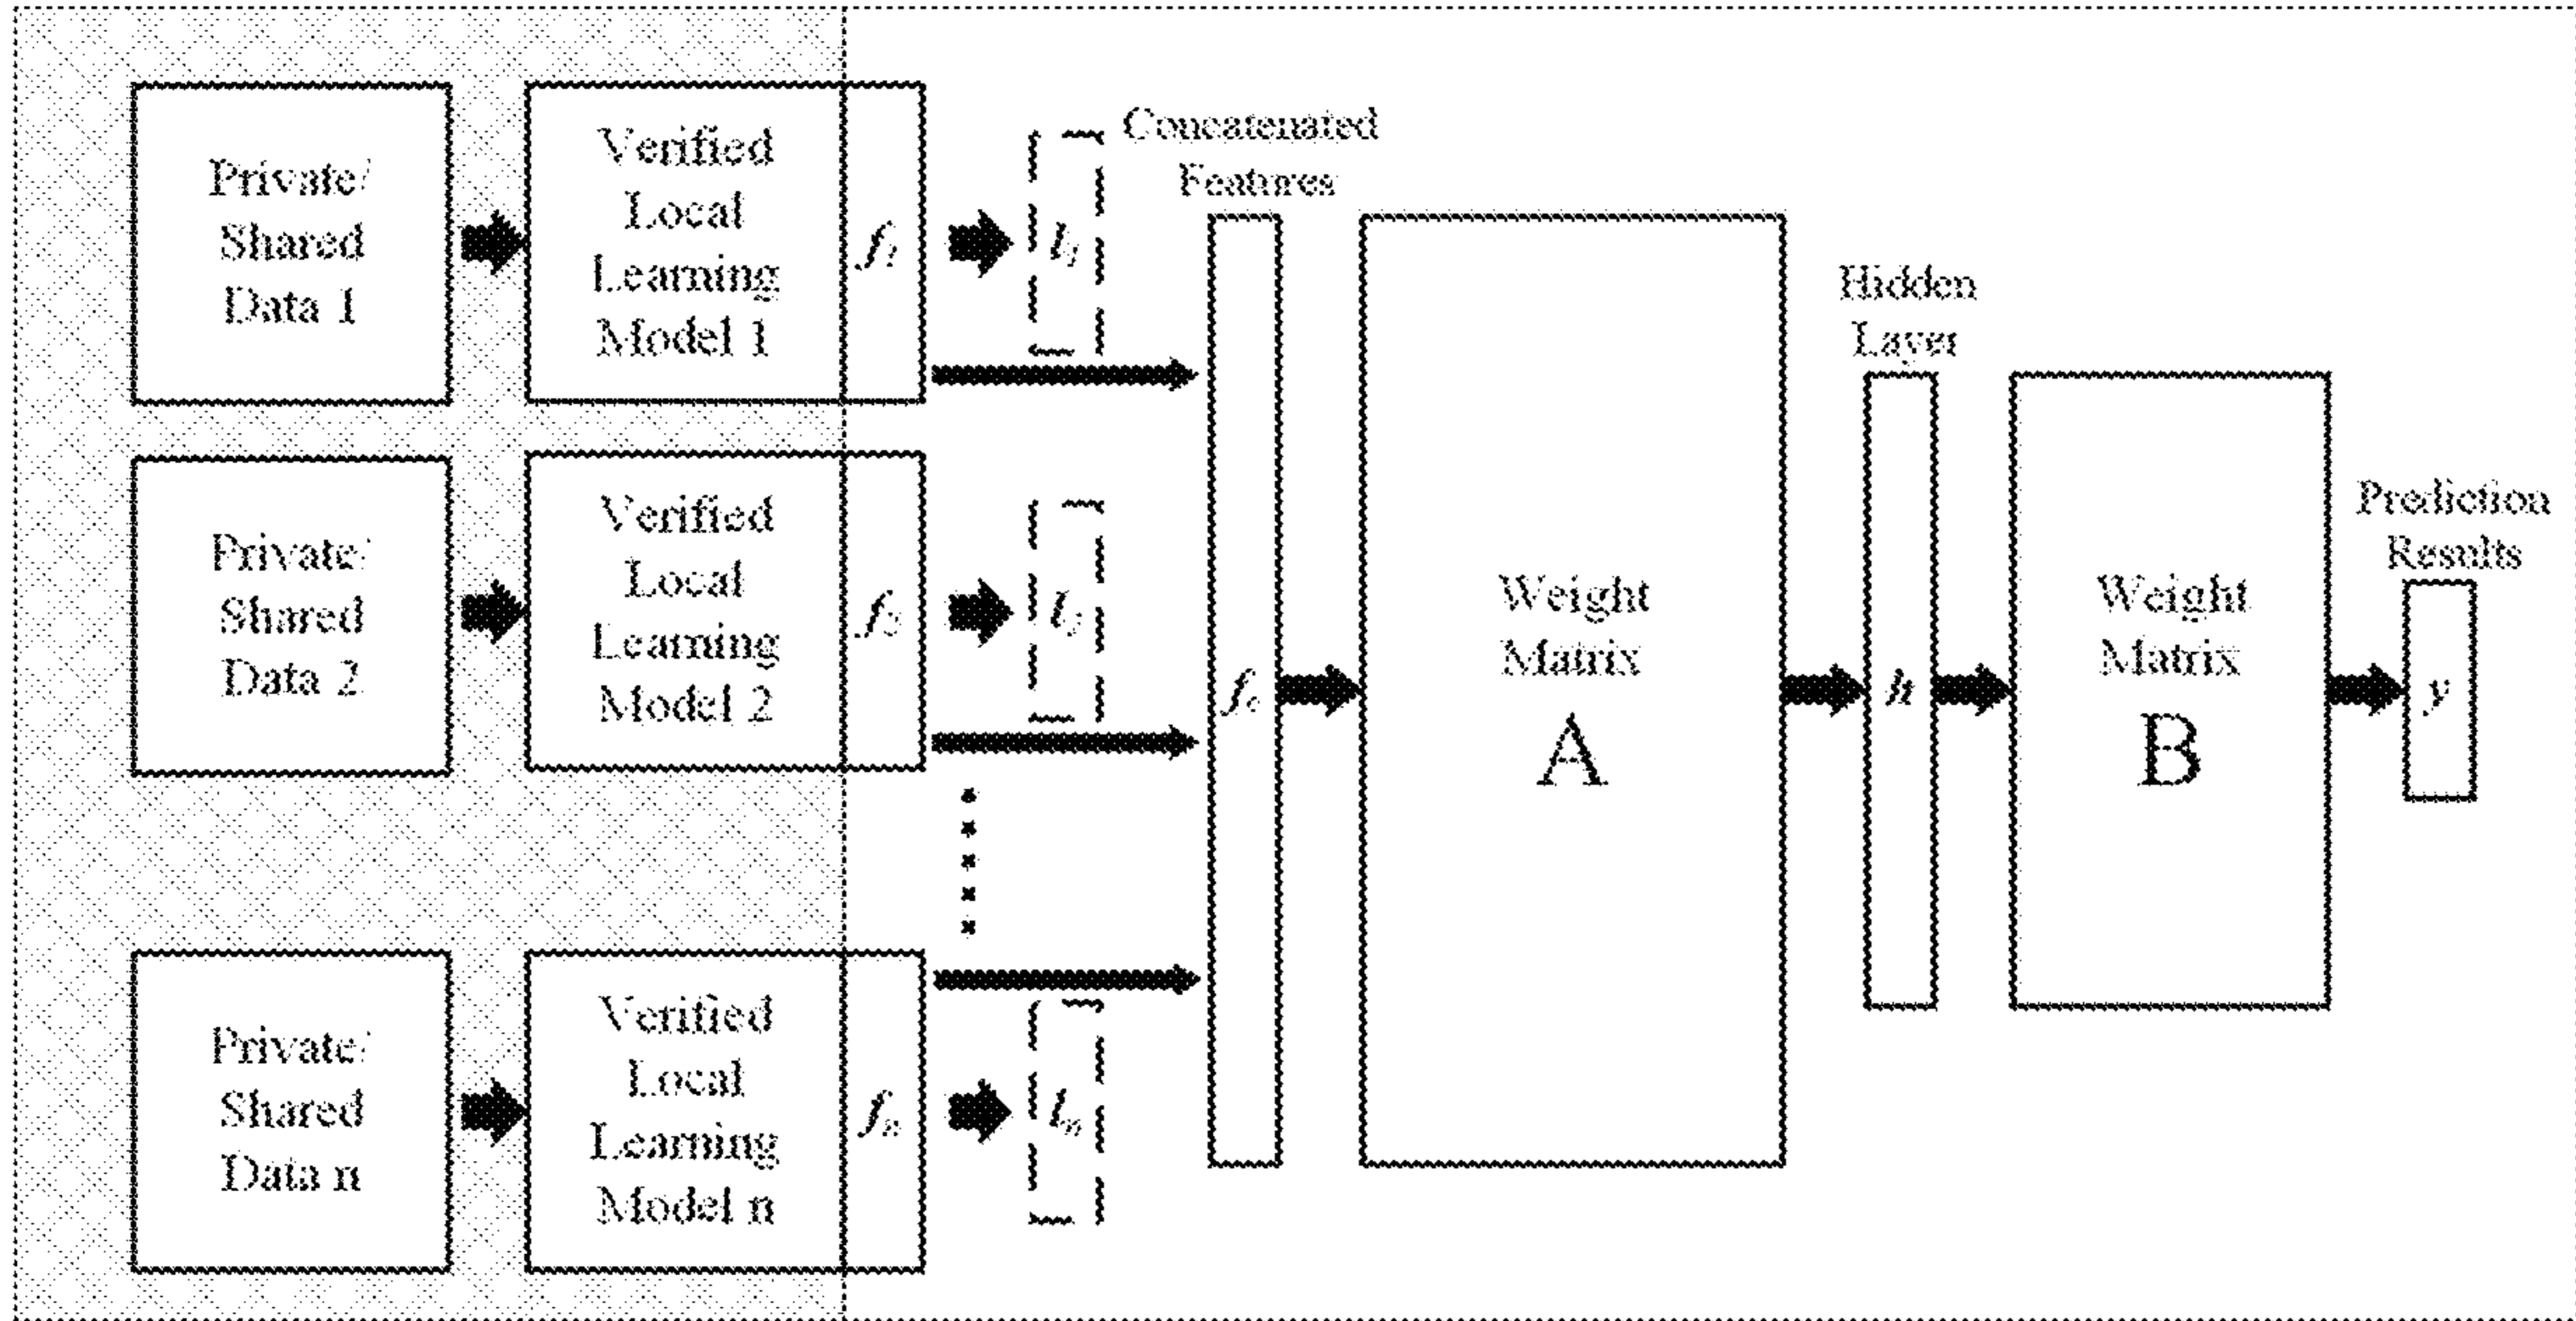 Private/
Shared
Data 1
Verified
Local
Learning
Model 1
f1
l1
Concatenated
Features
Hidden
Layer
Private/
Shared
Data 2
Verified
Local
Learning
Model 2
f2
l2
fc
Weight
Matrix
A
h
Weight
Matrix
B
Prediction
Results
y
Private/
Shared
Data n
Verified
Local
Learning
Model n
fn
ln